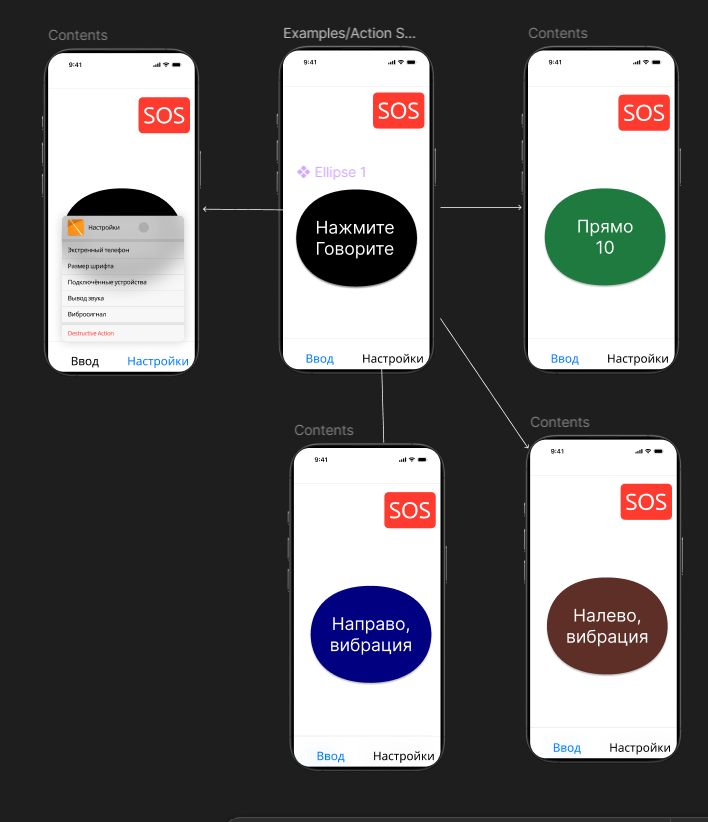 Contents
9:41
SOS
Настройки
Экстренный телефон
Размер шрифта
Подключённые устройства
Вывод звука
Вибросигнал
Destructive Action
Ввод
Настройки
Examples/Action S...
9:41
SOS
Ellipse 1
Нажмите
Говорите
Ввод
Настройки
Contents
9:41
SOS
Прямо
10
Ввод
Настройки
Contents
9:41
SOS
Направо,
вибрация
Ввод
Настройки
Contents
9:41
SOS
Налево,
вибрация
Ввод
Настройки